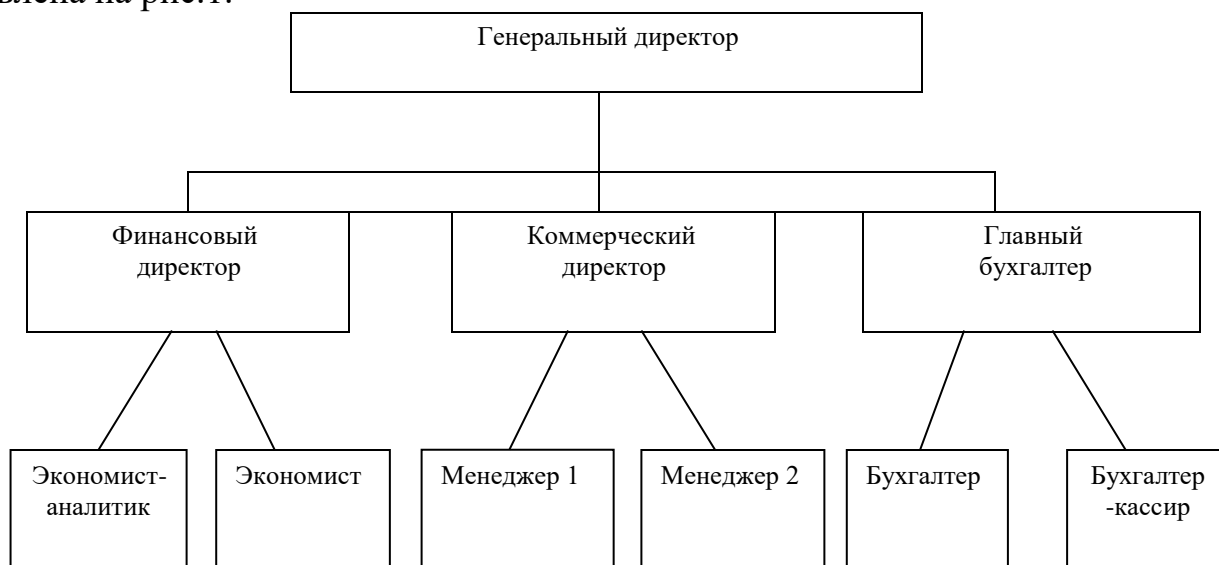 на рис.1.
Генеральный директор
Финансовый
директор
Коммерческий
директор
Главный
бухгалтер
Экономист-
аналитик
Экономист
Менеджер 1
Менеджер 2
Бухгалтер
Бухгалтер
-кассир